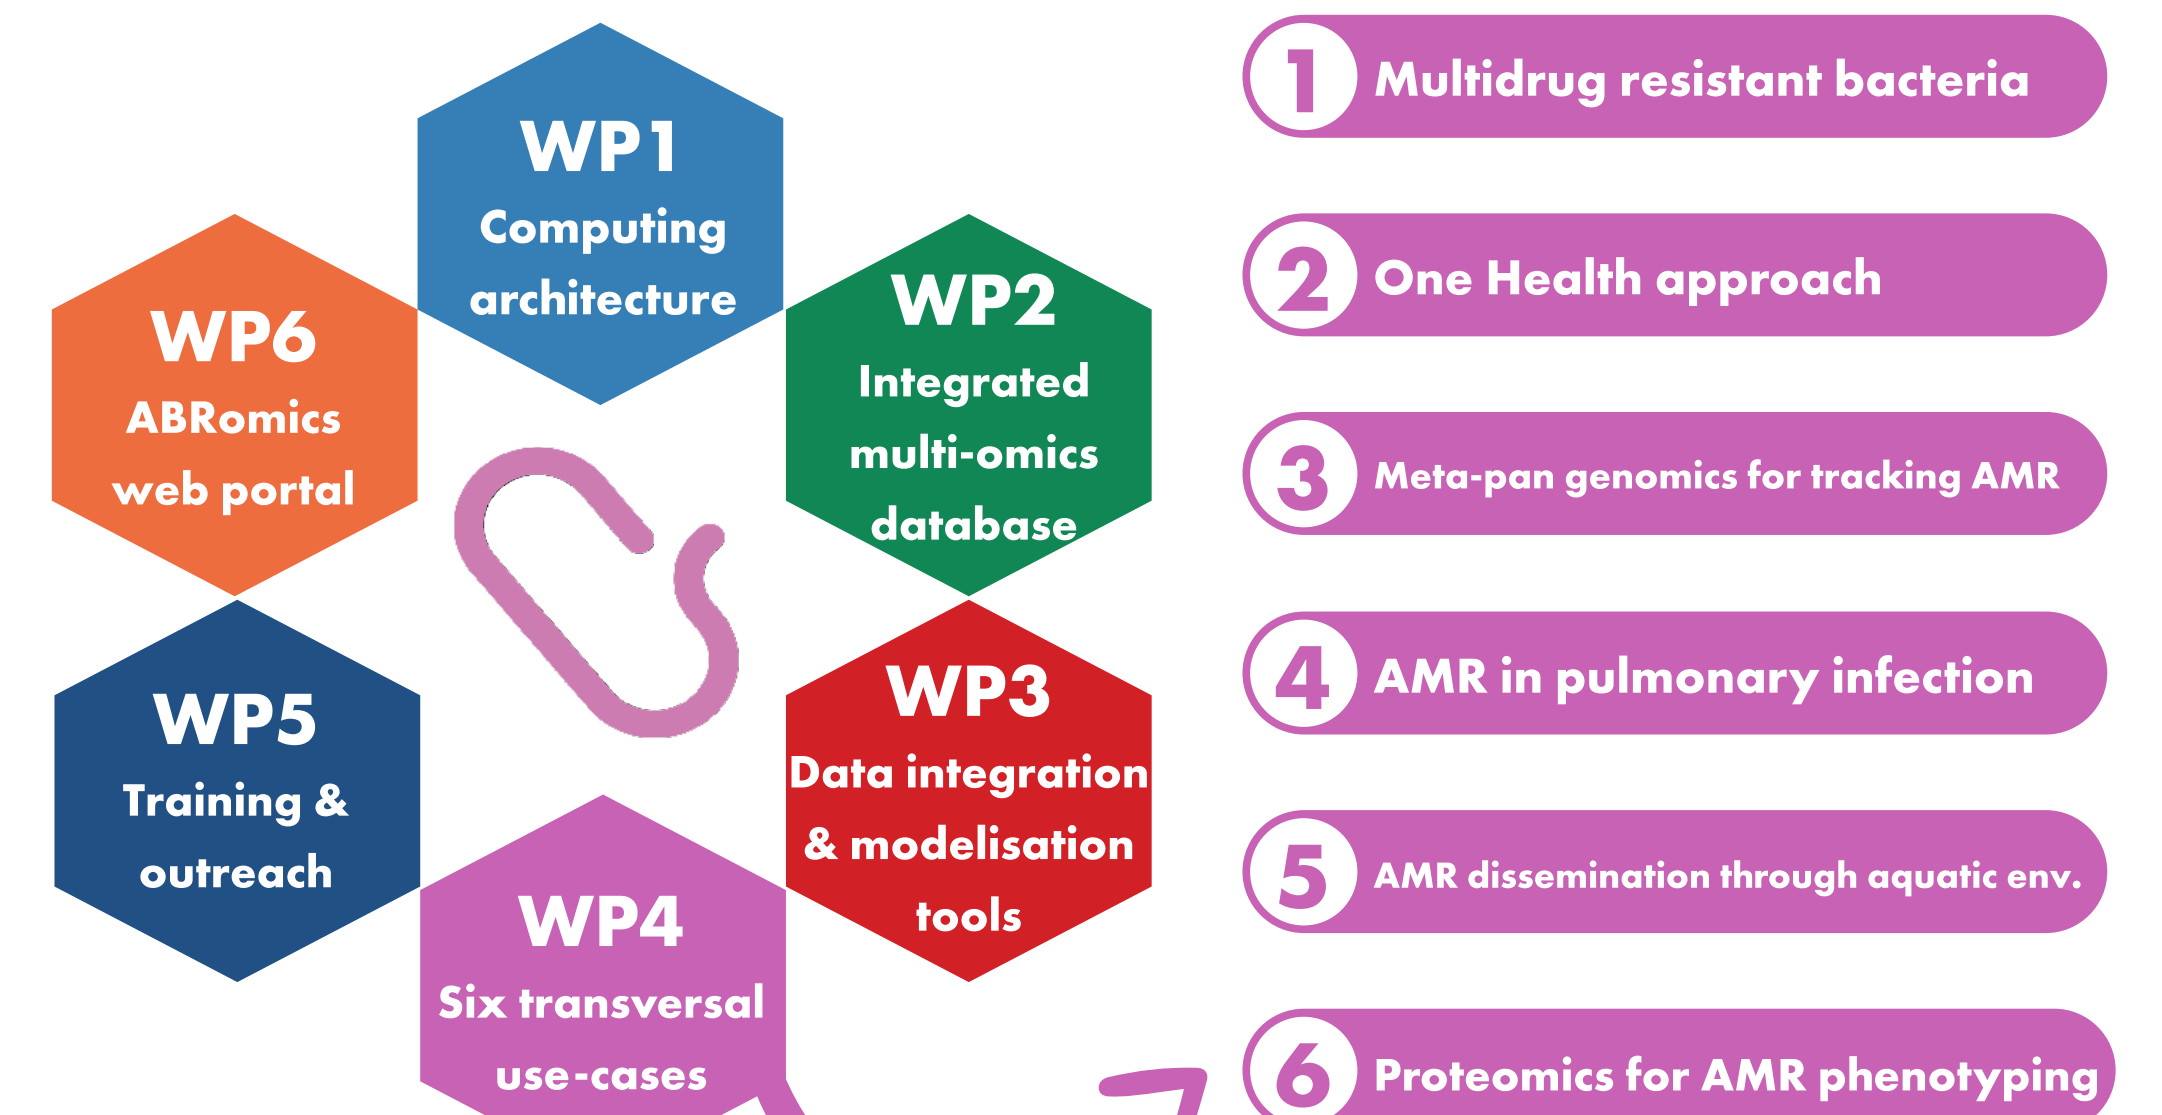 WP1
Computing
architecture
WP2
Integrated
multi-omics
database
WP3
Data integration
& modelisation
tools
WP4
Six transversal
use-cases
WP5
Training &
outreach
WP6
ABRomics
web portal
1 Multidrug resistant bacteria
2 One Health approach
3 Meta-pan genomics for tracking AMR
4 AMR in pulmonary infection
5 AMR dissemination through aquatic env.
6 Proteomics for AMR phenotyping